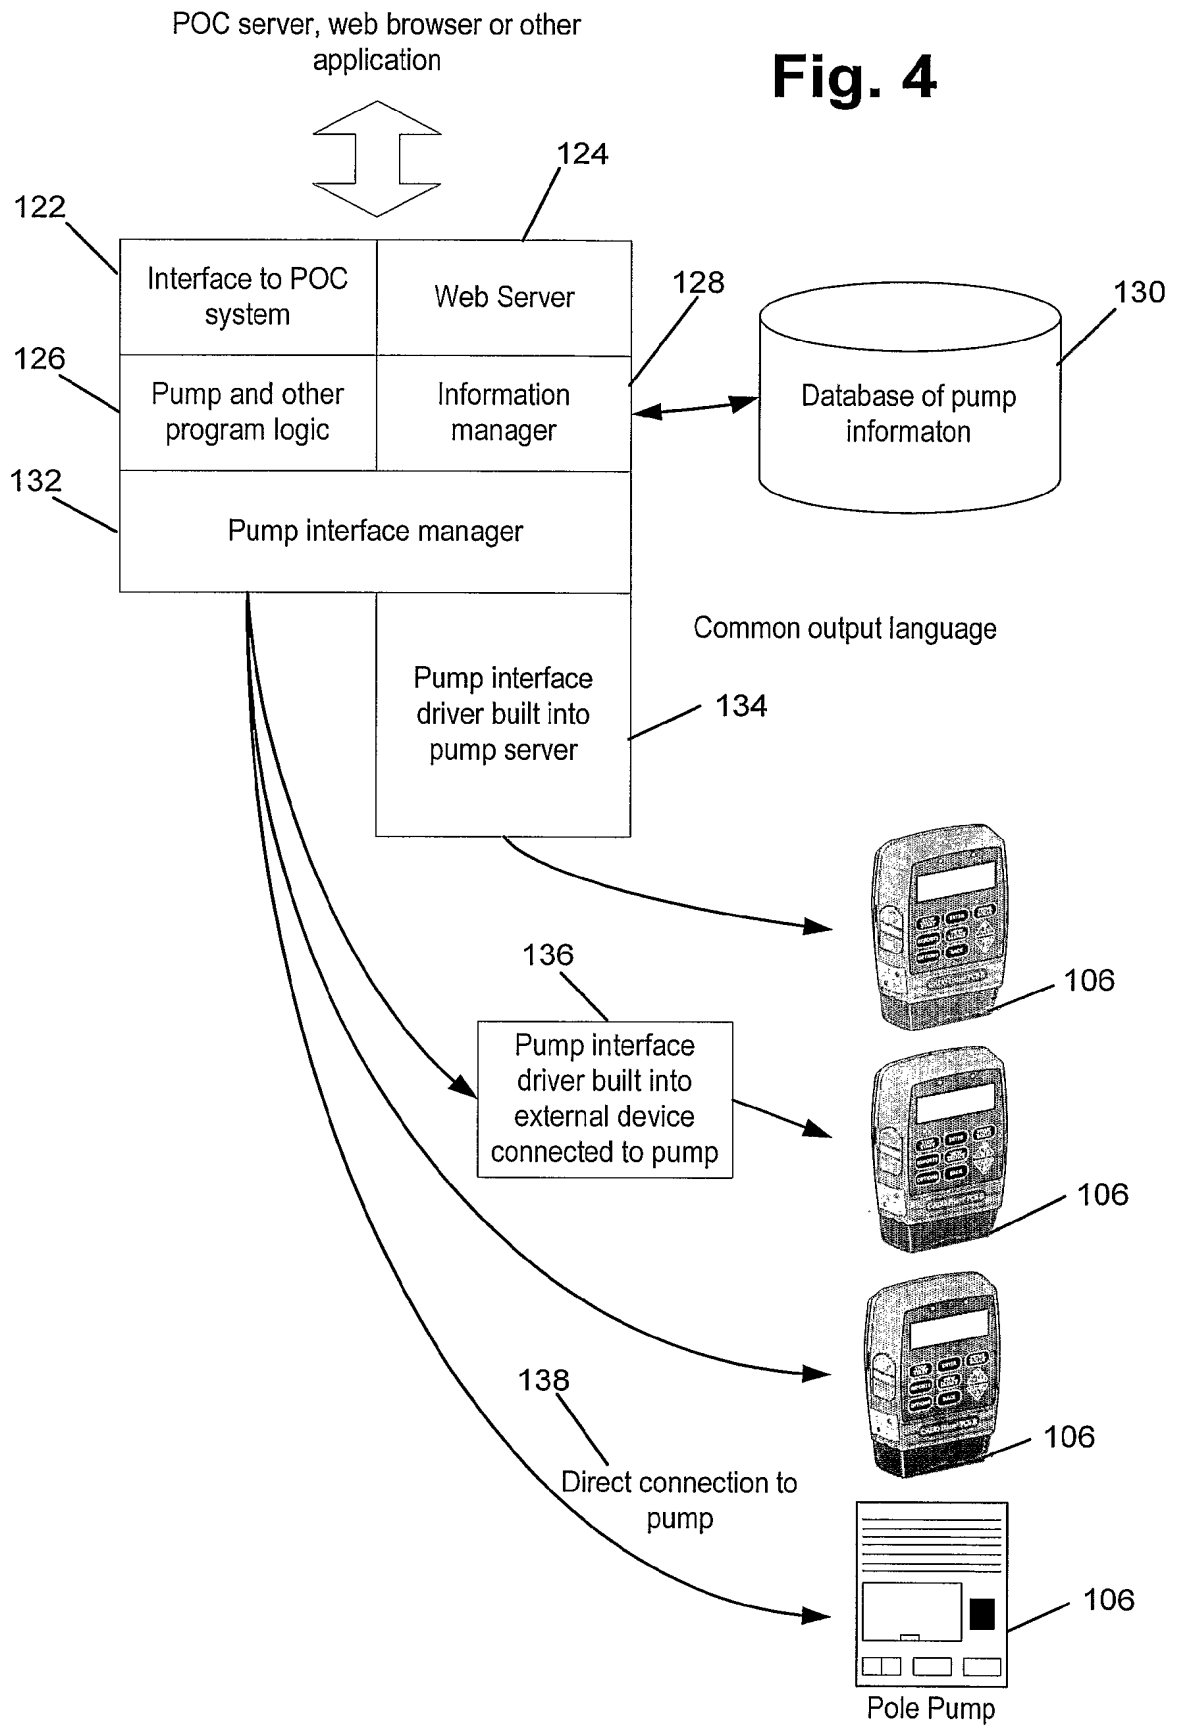 POC server, web browser or other
application
Fig. 4
124
122
Interface to POC
system
Web Server
128
130
126
Pump and other
program logic
Information
manager
Database of pump
informaton
132
Pump interface manager
Common output language
Pump interface
driver built into
pump server
134
136
106
Pump interface
driver built into
external device
connected to pump
106
138
106
Direct connection to
pump
106
Pole Pump